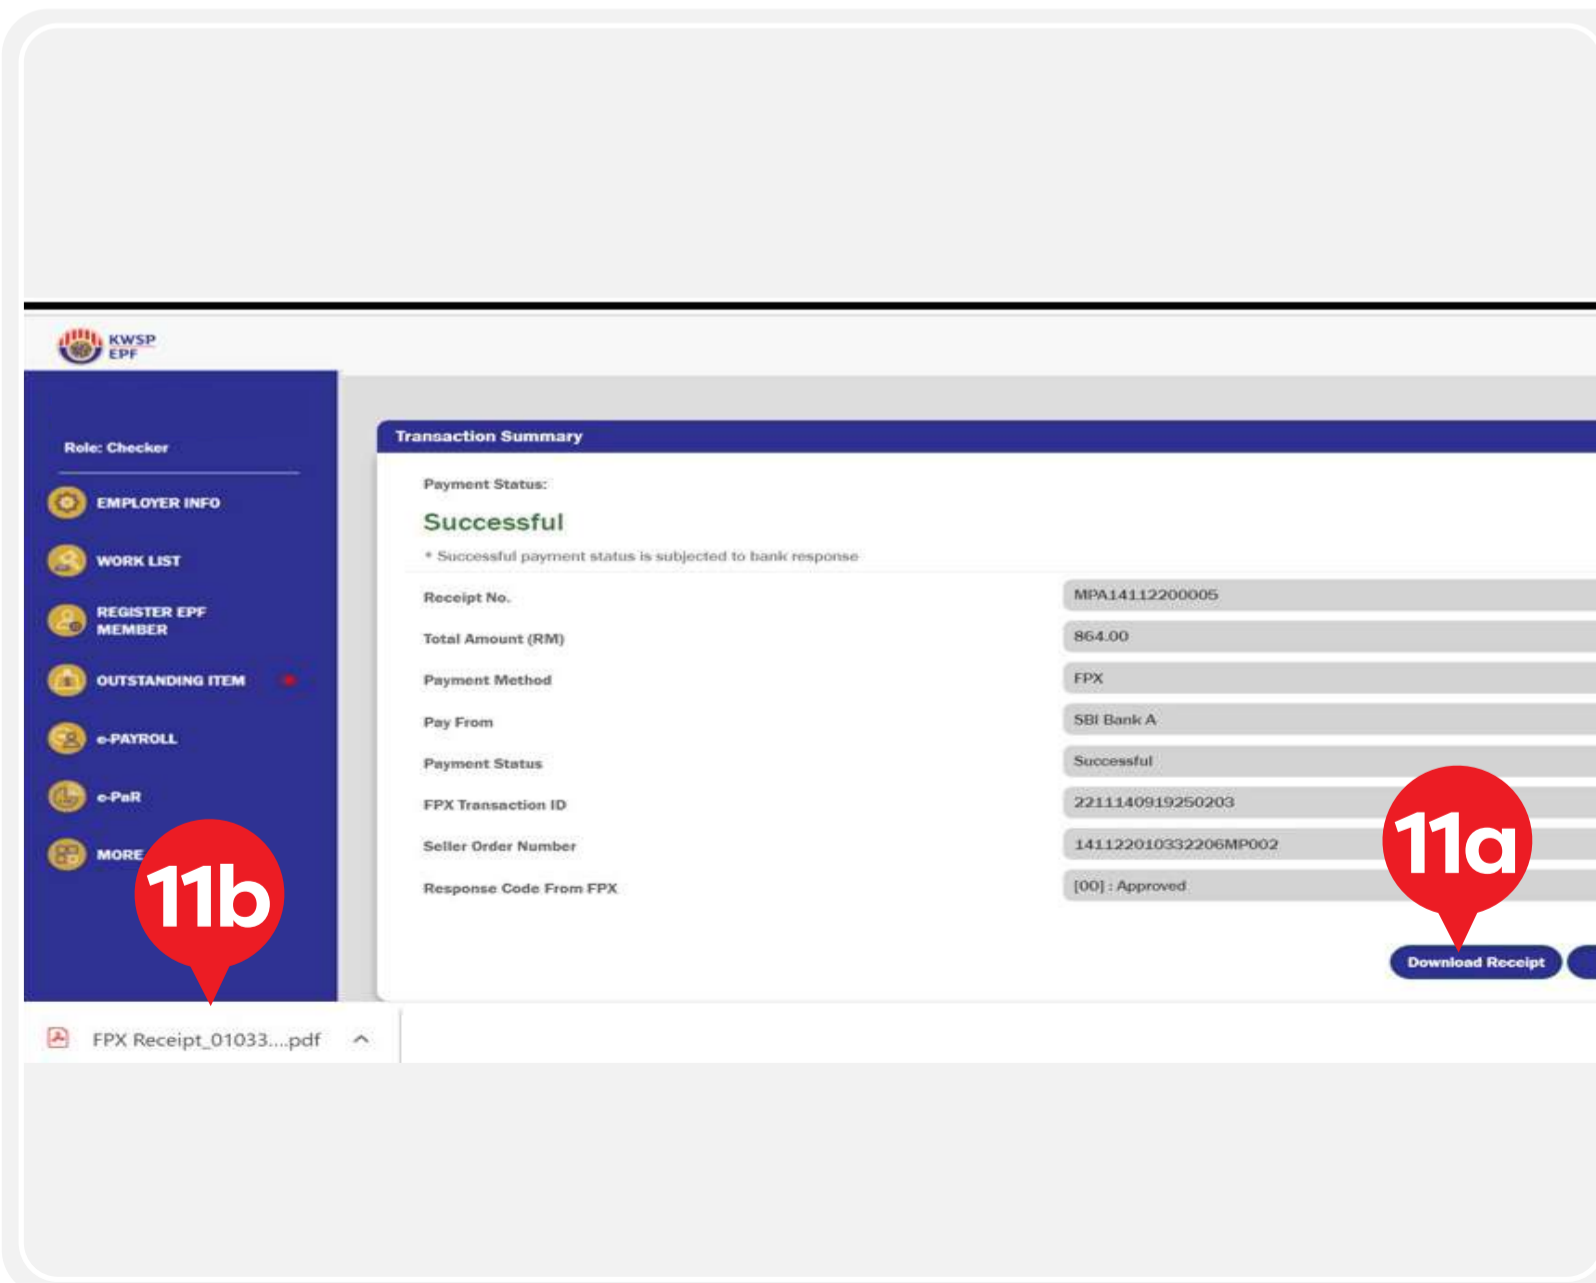 KWSP
EPF
Role: Checker
EMPLOYER INFO
WORK LIST
REGISTER EPF
MEMBER
OUTSTANDING ITEM
e-PAYROLL
e-PaR
MORE
11b
Transaction Summary
Payment Status:
Successful
* Successful payment status is subjected to bank response
Receipt No. MPA14112200005
Total Amount (RM) 864.00
Payment Method FPX
Pay From SBI Bank A
Payment Status Successful
FPX Transaction ID 2211140919250203
Seller Order Number 141122010332206MP002
Response Code From FPX [00] : Approved
11a
Download Receipt
FPX Receipt_01033....pdf